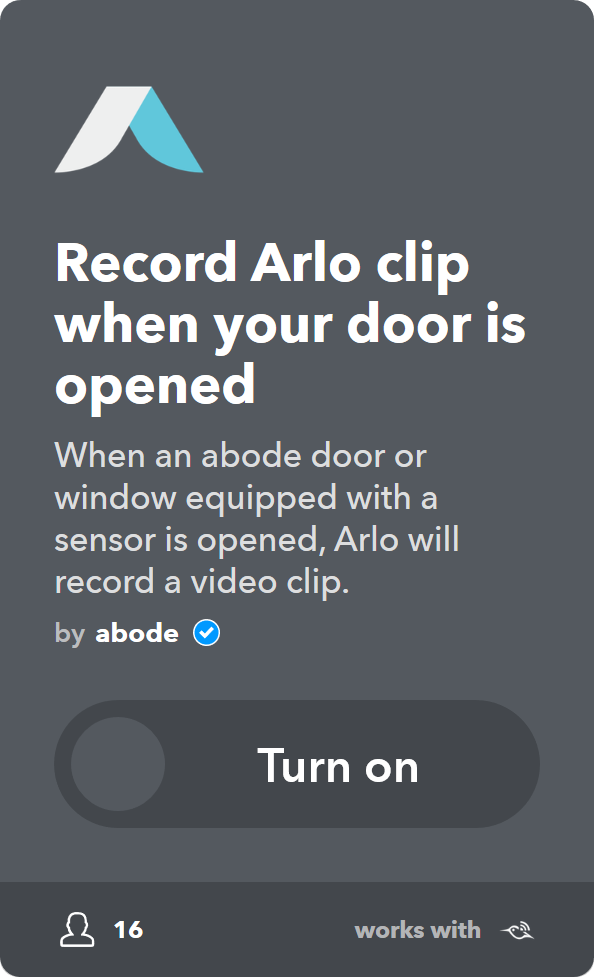 Record Arlo clip
when your door is
opened
When an abode door or
window equipped with a
sensor is opened, Arlo will
record a video clip.
by abode
Turn on
16
works with